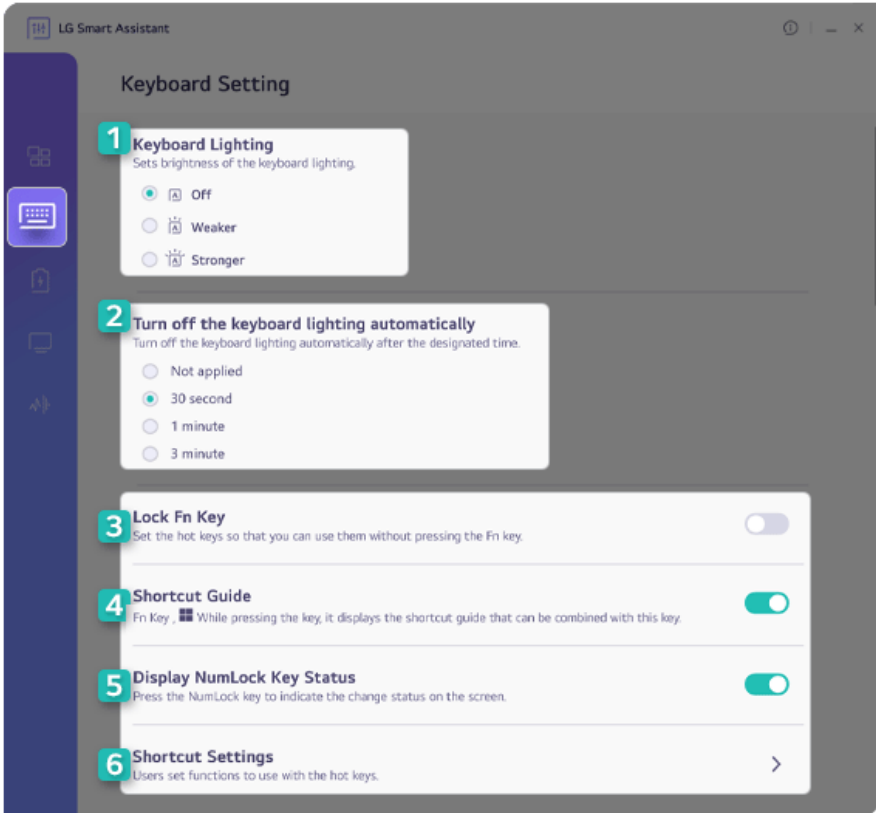 LG Smart Assistant
Keyboard Setting
1
Keyboard Lighting
Sets brightness of the keyboard lighting.
A Off
A Weaker
A Stronger
2
Turn off the keyboard lighting automatically
Turn off the keyboard lighting automatically after the designated time.
Not applied
30 second
1 minute
3 minute
3
Lock Fn Key
Set the hot keys so that you can use them without pressing the Fn key.
4
Shortcut Guide
Fn Key , While pressing the key, it displays the shortcut guide that can be combined with this key.
5
Display NumLock Key Status
Press the NumLock key to indicate the change status on the screen.
6
Shortcut Settings
Users set functions to use with the hot keys.